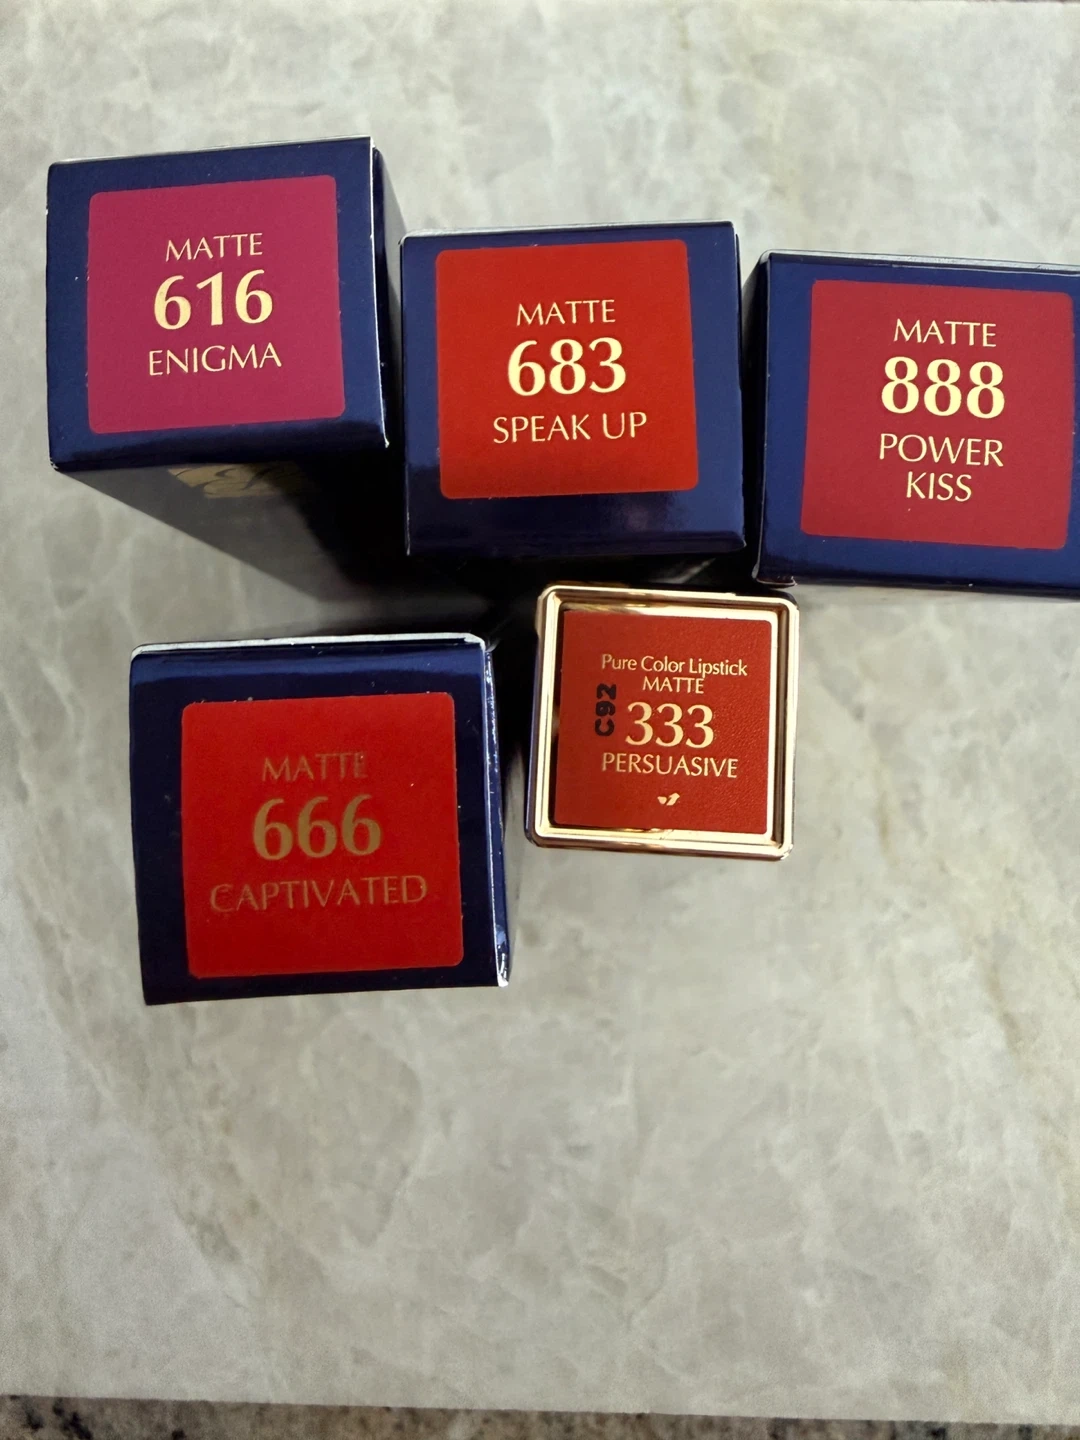 MATTE
616
ENIGMA
MATTE
683
SPEAK UP
MATTE
888
POWER
KISS
MATTE
666
CAPTIVATED
Pure Color Lipstick
MATTE
C92
333
PERSUASIVE